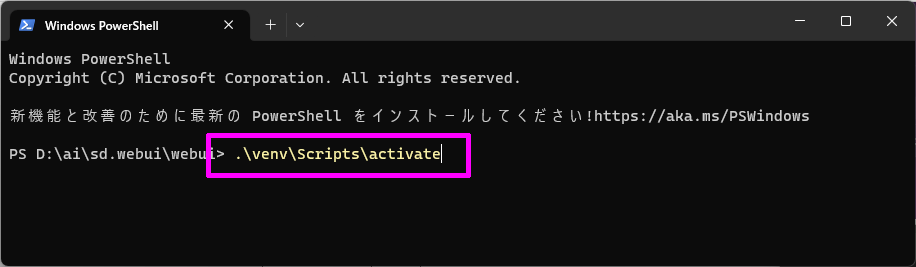 Windows PowerShell
Windows PowerShell
Copyright (C) Microsoft Corporation. All rights reserved.
新機能と改善のために最新の PowerShell をインストールしてください!https://aka.ms/PSWindows
PS D:\ai\sd.webui\webui> .\venv\Scripts\activate